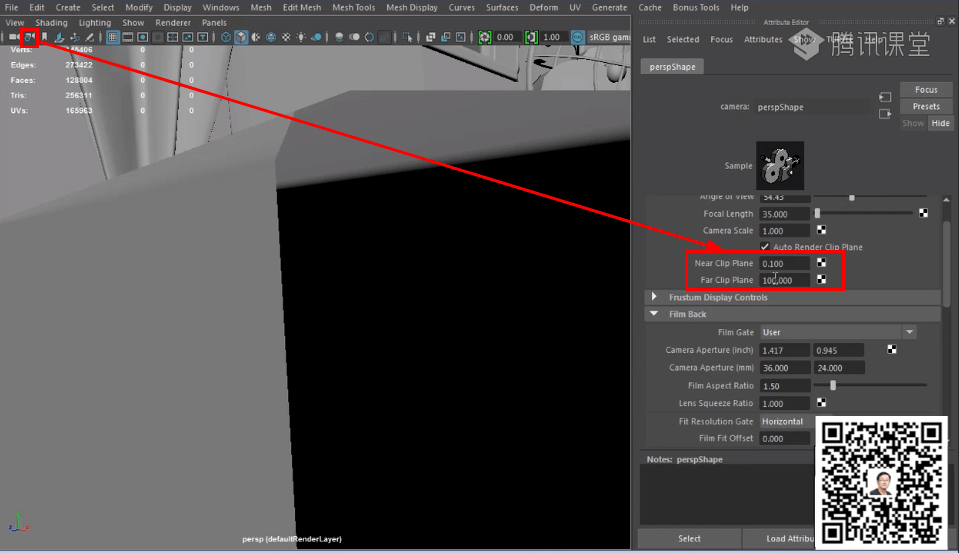 File Edit Create Select Modify Display Windows Mesh Edit Mesh Mesh Tools Mesh Display Curves Surfaces Deform UV Generate Cache Bonus Tools Help
View Shading Lighting Show Renderer Panels
Attribute Editor
0.00 1.00 sRGB gam
List Selected Focus Attributes Show
腾讯课堂
Verts: 0 0
Edges: 273422 0 0
Faces: 128804 0 0
Tris: 256311 0 0
UVs: 165963 0 0
perspShape
Focus
camera: perspShape
Presets
Show Hide
Sample
Angle of View 54.43
Focal Length 35.000
Camera Scale 1.000
Auto Render Clip Plane
Near Clip Plane 0.100
Far Clip Plane
Frustum Display Controls
Film Back
Film Gate User
Camera Aperture (inch) 1.417 0.945
Camera Aperture (mm) 36.000 24.000
Film Aspect Ratio 1.50
Lens Squeeze Ratio 1.000
Fit Resolution Gate Horizontal
Film Fit Offset 0.000
Notes: perspShape
Select Load Attribu
persp (defaultRenderLayer)